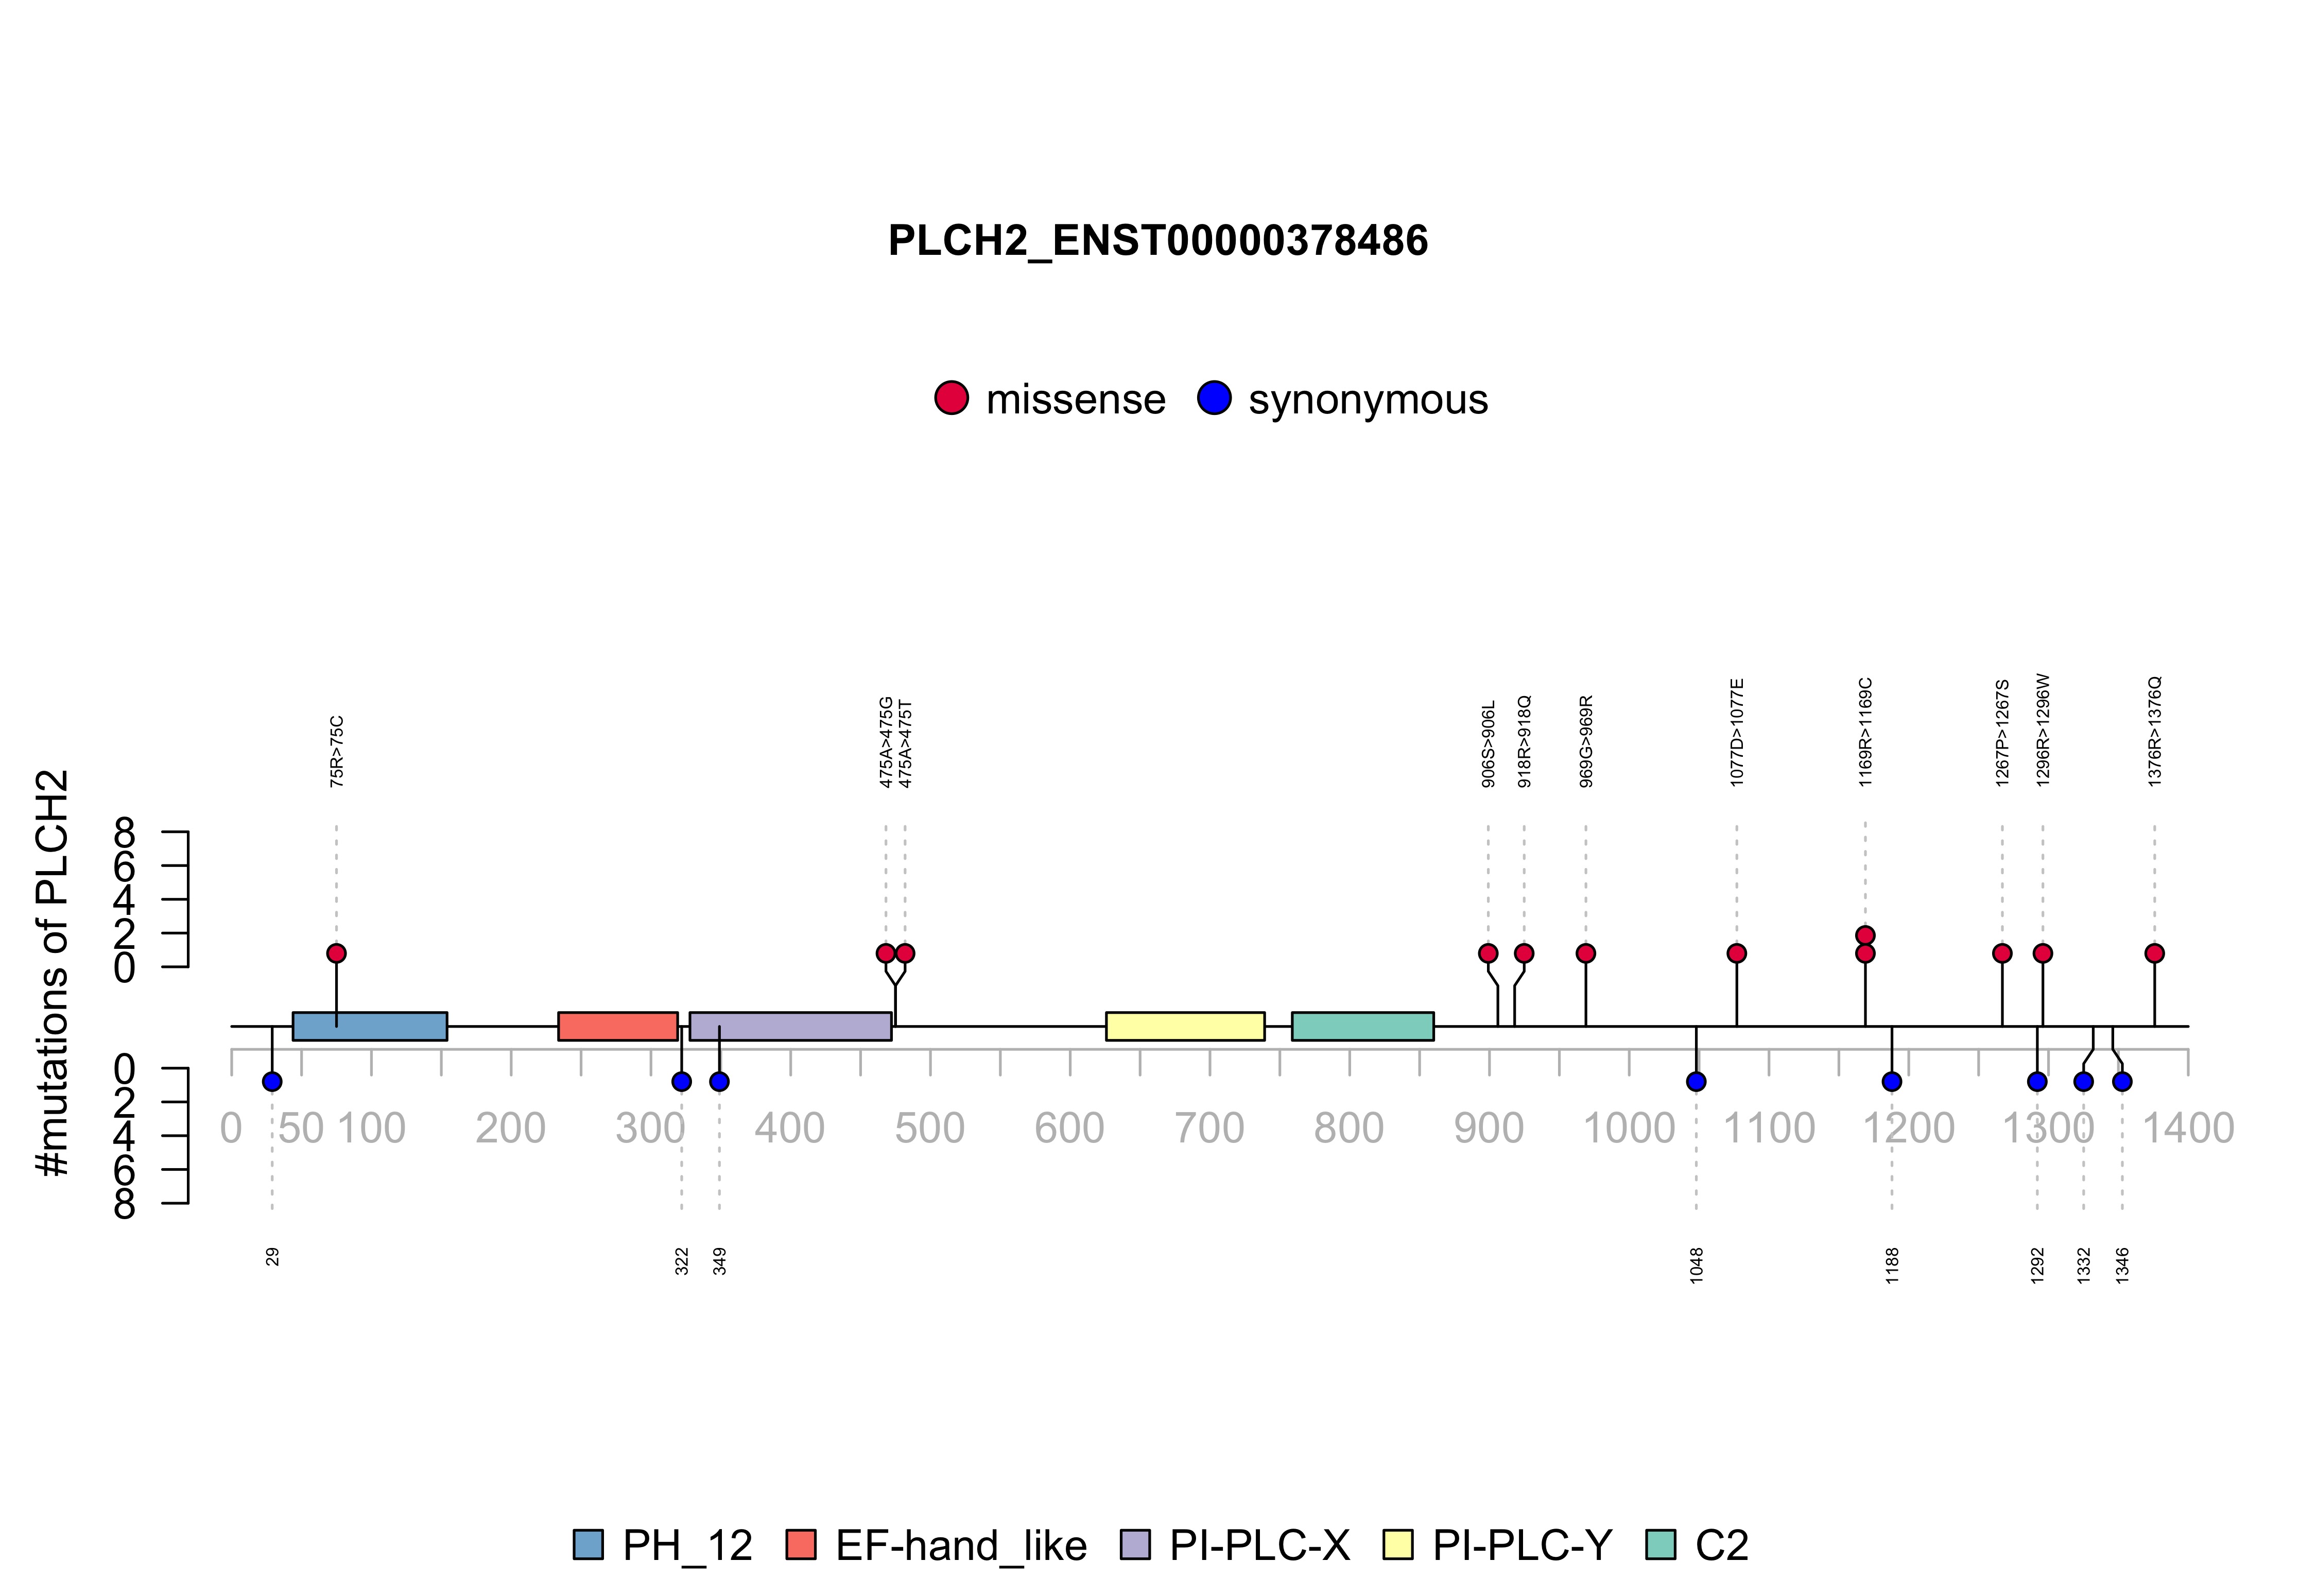 PLCH2_ENST00000378486
missense
synonymous
75R>75C
475A>475G
475A>475T
906S>906L
918R>918Q
969G>969R
1077D>1077E
1169R>1169C
1267P>1267S
1296R>1296W
1376R>1376Q
#mutations of PLCH2
8
6
4
2
0
0
2
4
6
8
0 50 100 200 300 400 500 600 700 800 900 1000 1100 1200 1300 1400
29
322
349
1048
1188
1292
1332
1346
PH_12
EF-hand_like
PI-PLC-X
PI-PLC-Y
C2